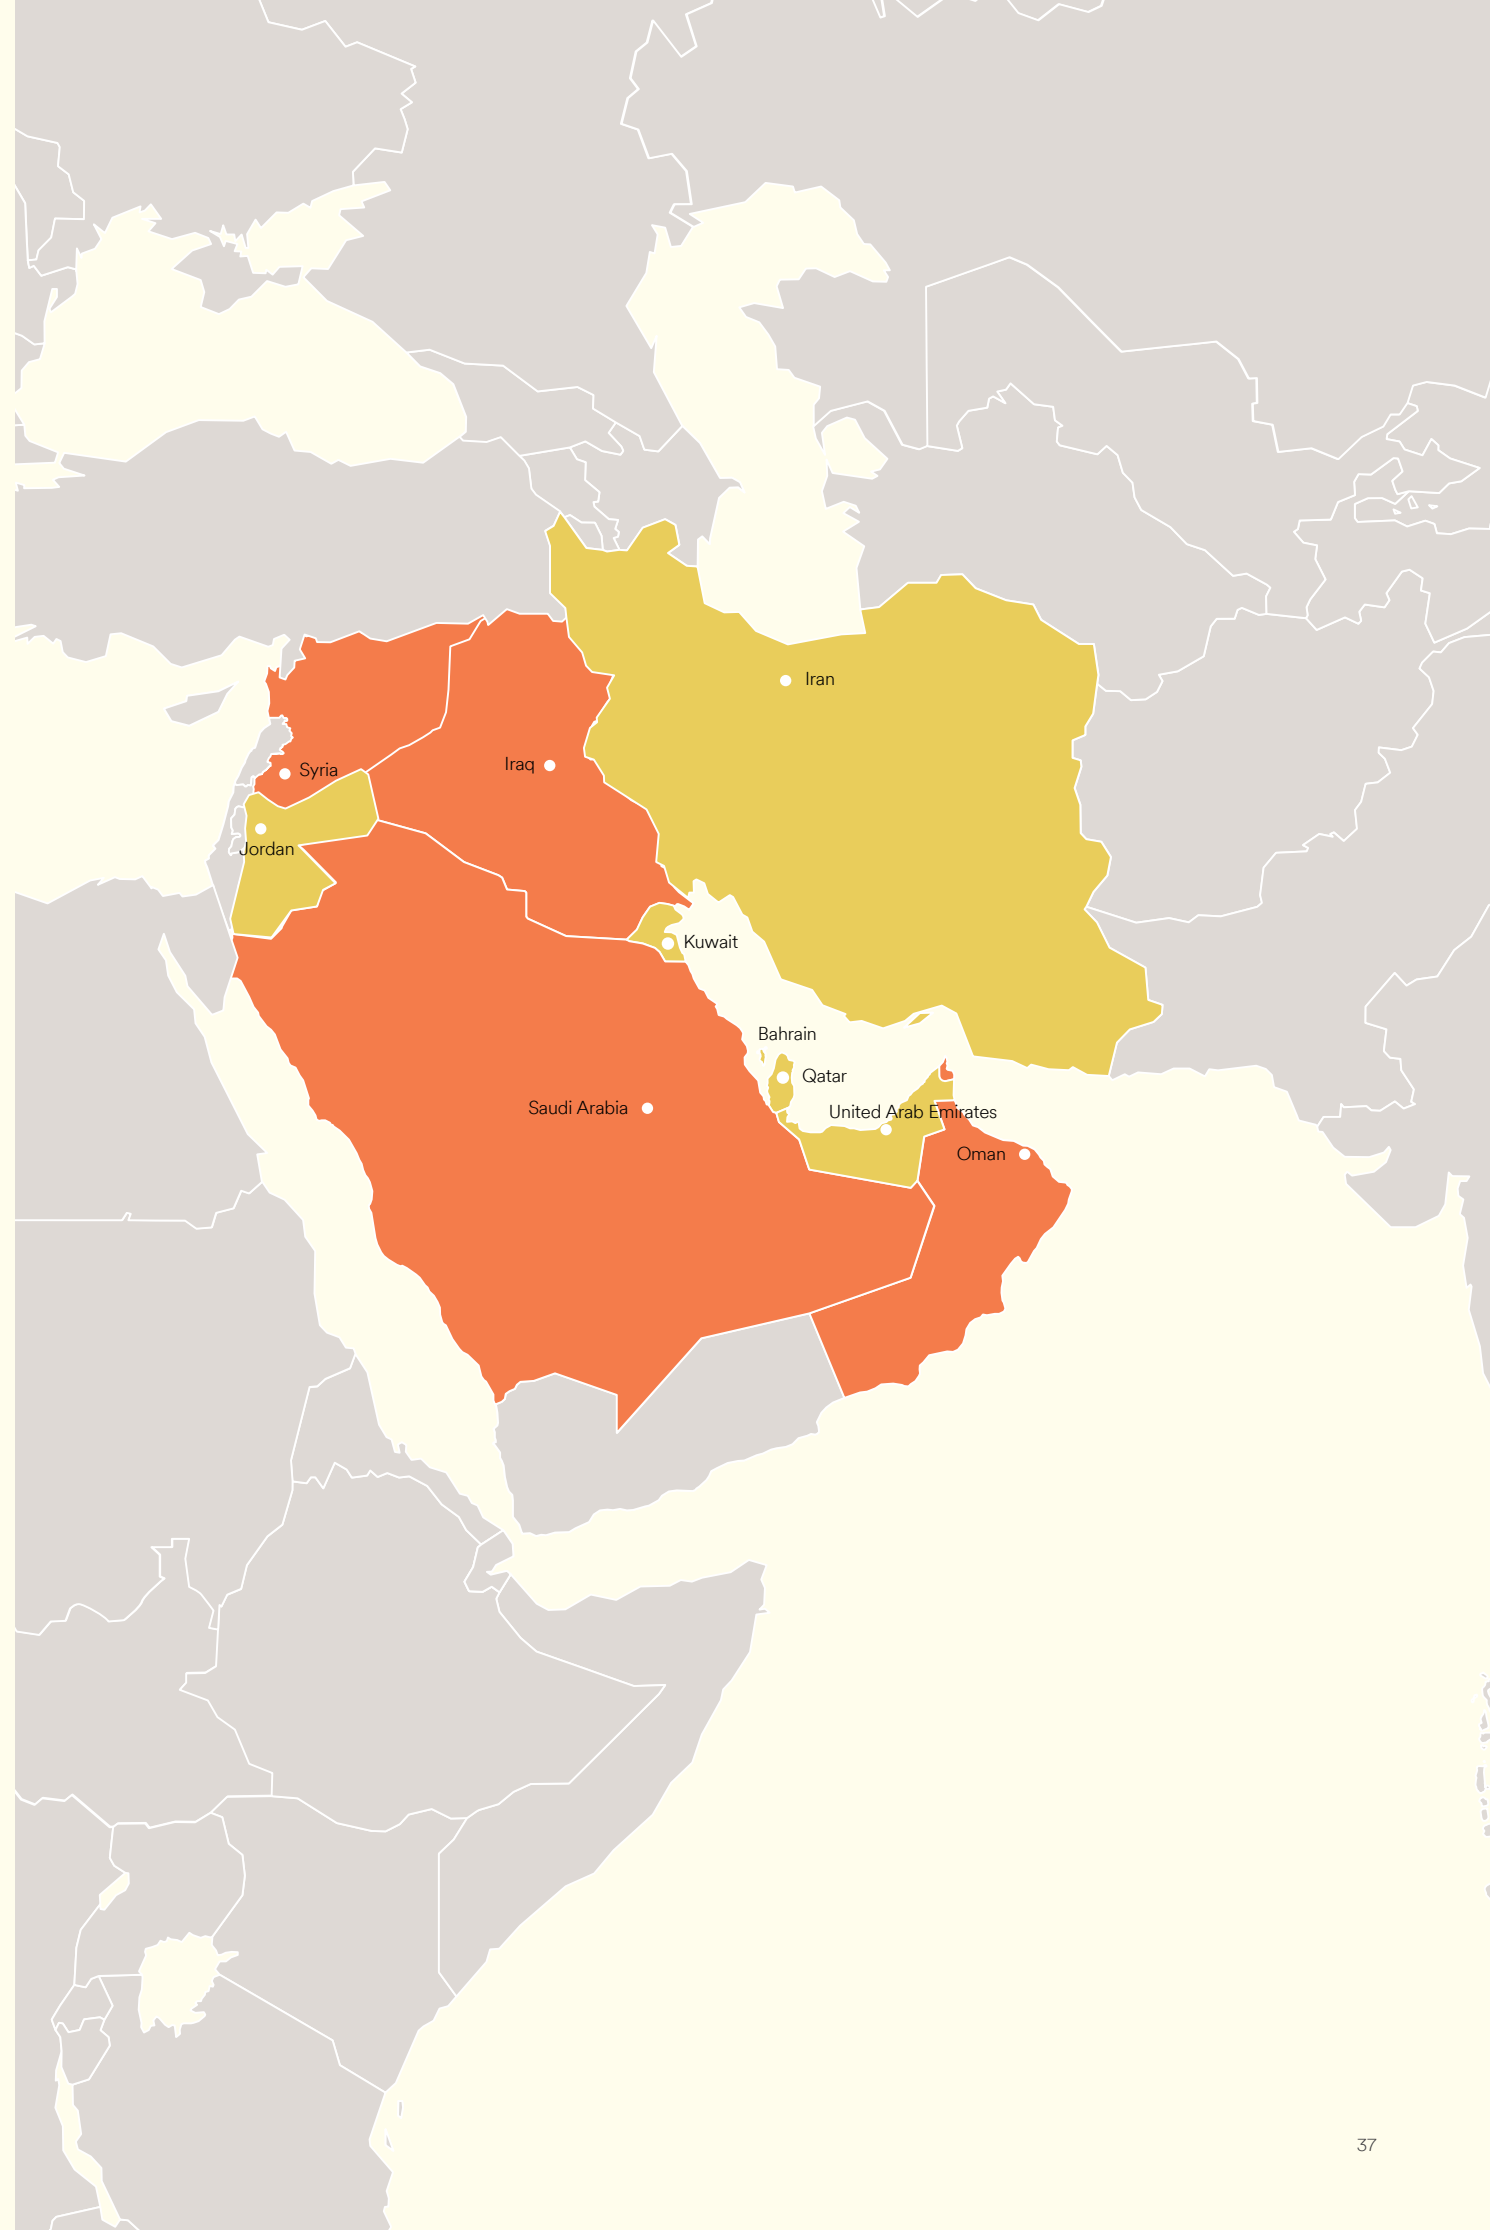 Iran
Iraq
Syria
Jordan
Kuwait
Bahrain
Qatar
Saudi Arabia
United Arab Emirates
Oman
37